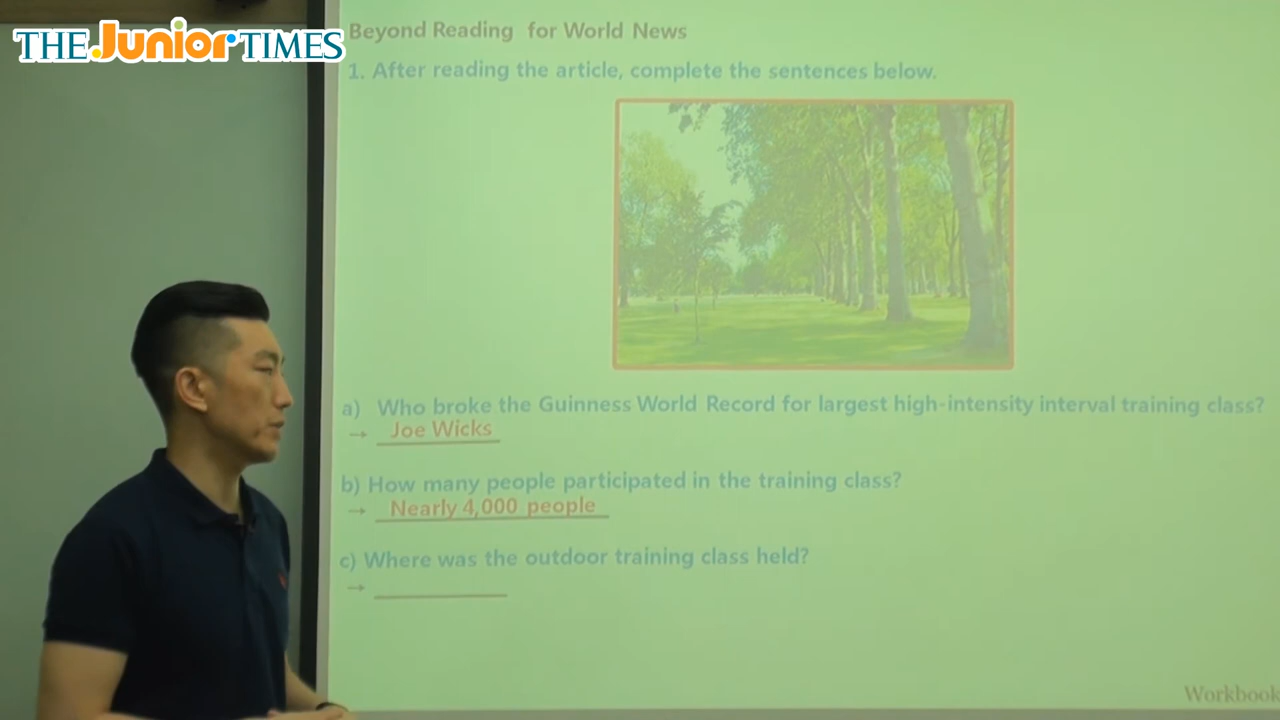 THE Junior TIMES
Beyond Reading for World News
1. After reading the article, complete the sentences below.
a) Who broke the Guinness World Record for largest high-intensity interval training class?
→ Joe Wicks
b) How many people participated in the training class?
→ Nearly 4,000 people
c) Where was the outdoor training class held?
→
Workbook